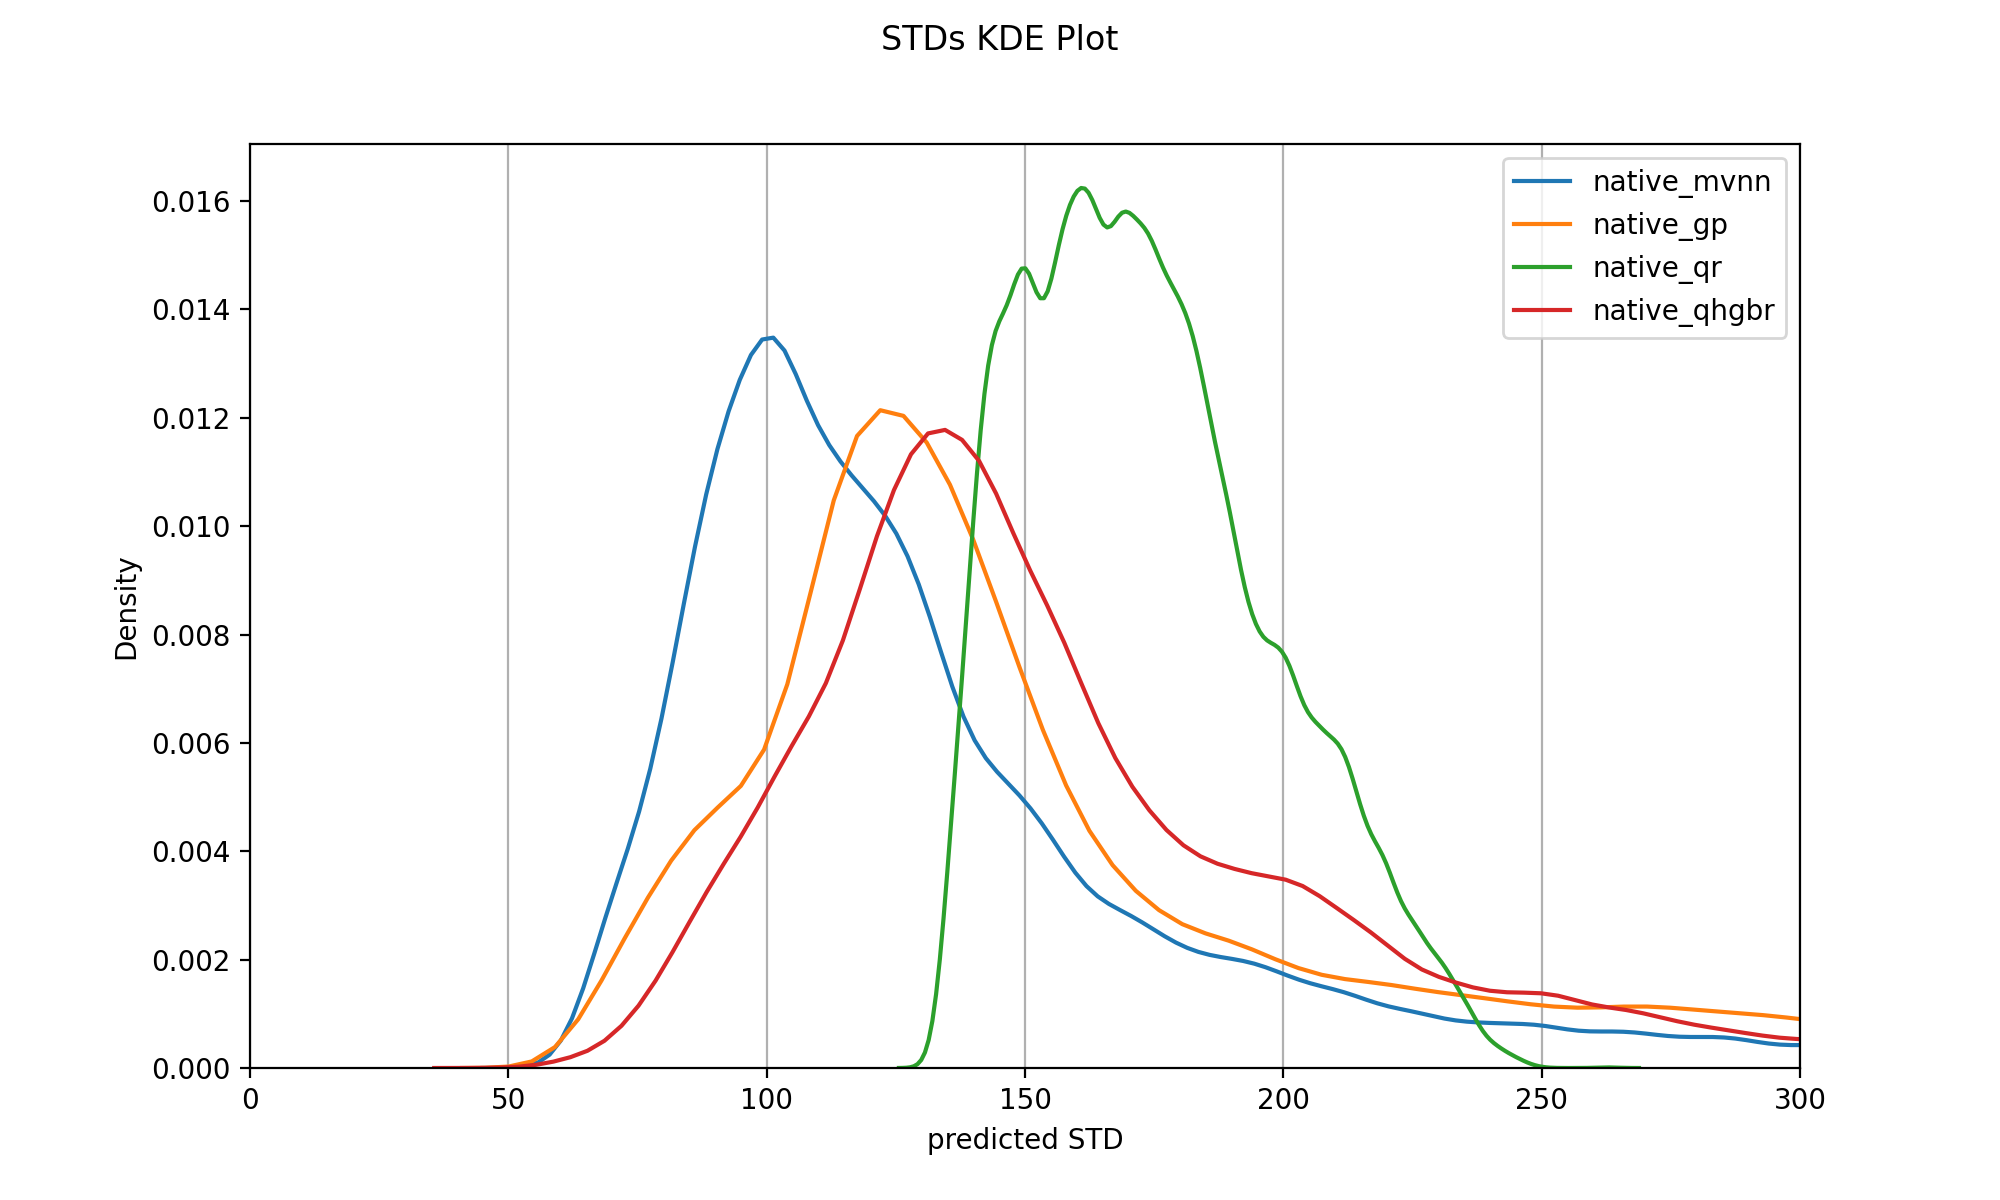 STDs KDE Plot
native_mvnn
native_gp
native_qr
native_qhgbr
0.016
0.014
0.012
0.010
0.008
0.006
0.004
0.002
0.000
Density
0 50 100 150 200 250 300
predicted STD